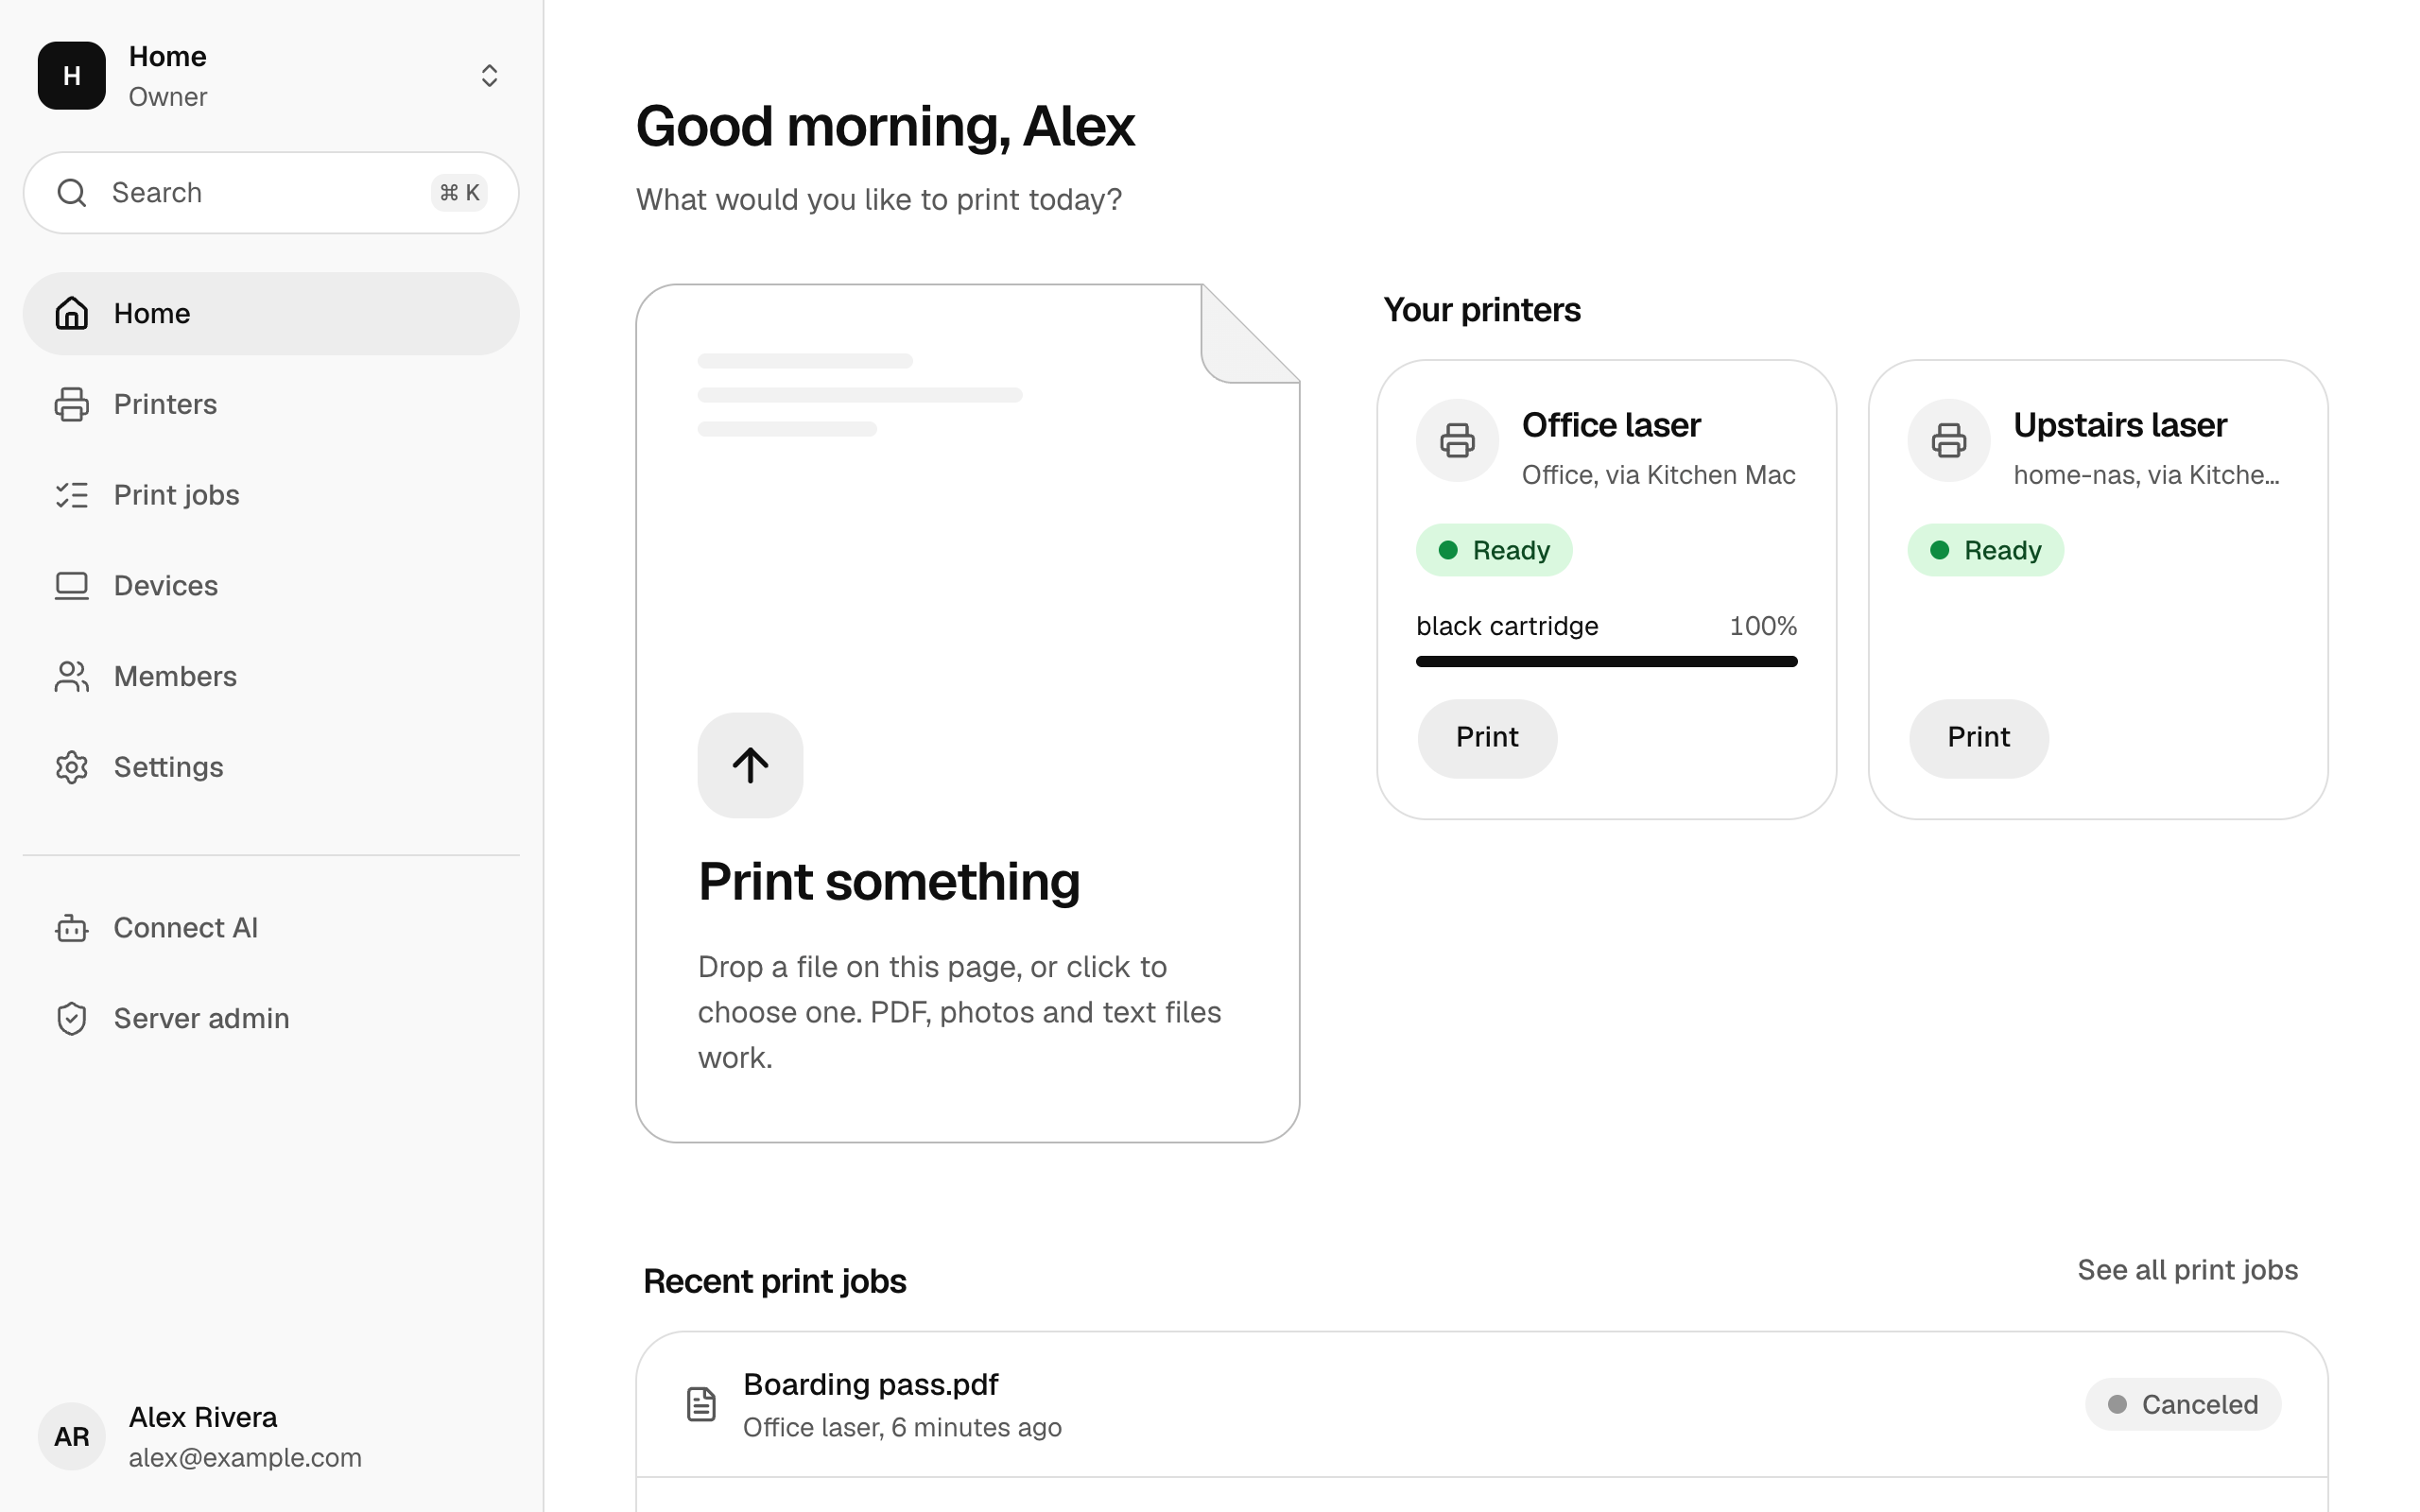 H
Home
Owner
Search
⌘ K
Home
Printers
Print jobs
Devices
Members
Settings
Connect AI
Server admin
AR
Alex Rivera
alex@example.com
Good morning, Alex
What would you like to print today?
Print something
Drop a file on this page, or click to
choose one. PDF, photos and text files
work.
Your printers
Office laser
Office, via Kitchen Mac
Ready
black cartridge 100%
Print
Upstairs laser
home-nas, via Kitche...
Ready
Print
Recent print jobs
See all print jobs
Boarding pass.pdf
Office laser, 6 minutes ago
Canceled